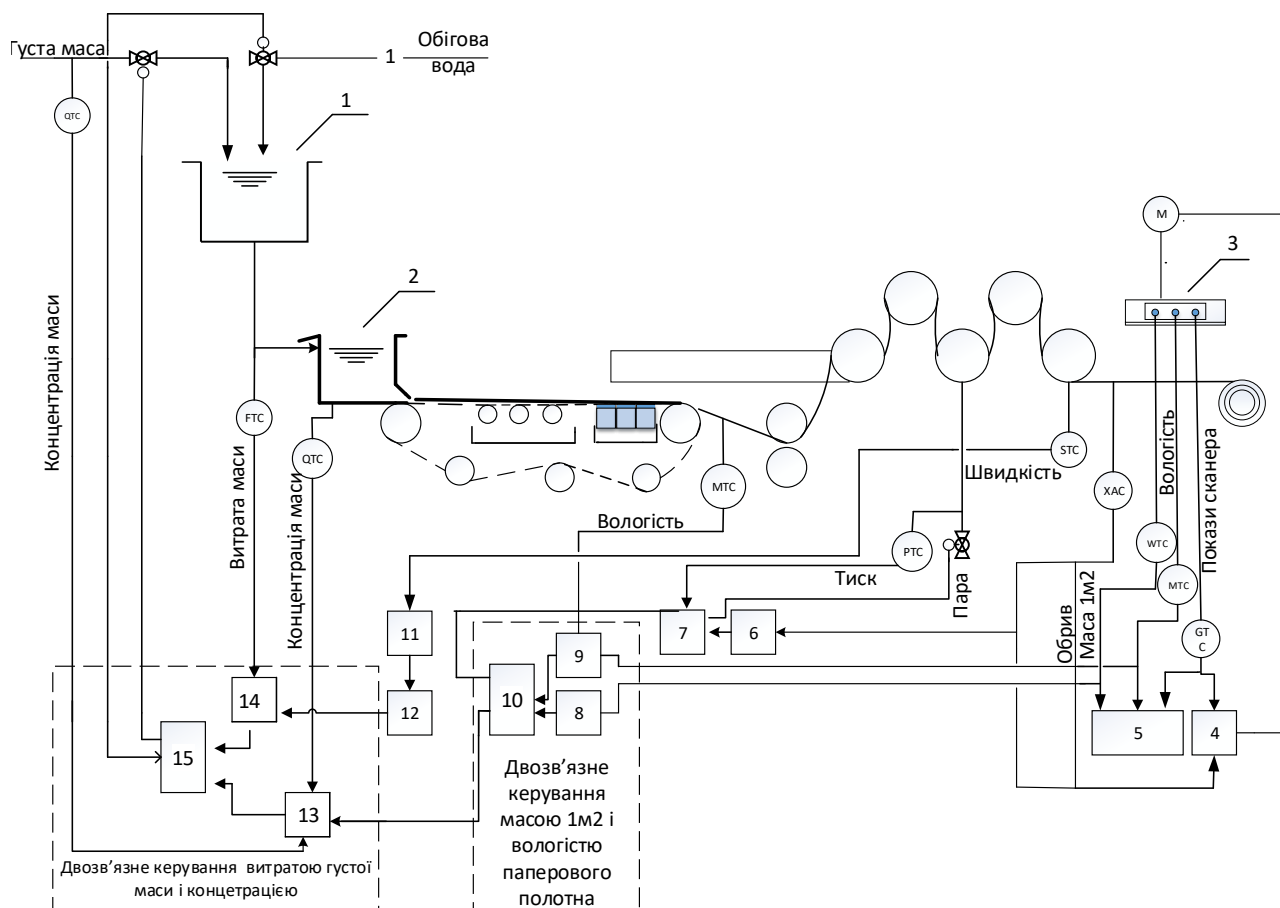 Густа маса
1
Обігова
вода
QTC
1
M
3
2
Концентрація маси
FTC
QTC
Витрата маси
Концентрація маси
MTC
Вологість
STC
Швидкість
XAC
Вологість
Покази сканера
WTC
MTC
PTC
Тиск
Пара
Обрив
Маса 1м2
GT
C
11
7
6
9
10
8
12
14
15
13
5
4
Двозв’язне
керування
масою 1м2 і
вологістю
паперового
полотна
Двозв’язне керування витратою густої
маси і концетрацією